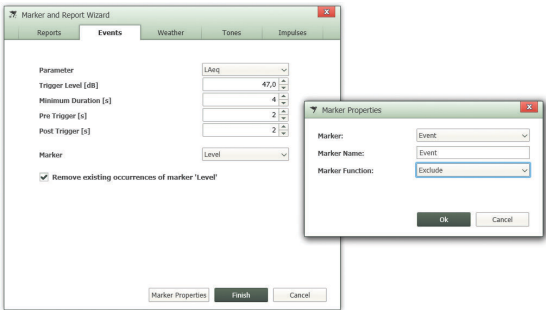 Marker and Report Wizard
x
Reports Events Weather Tones Impulses
Parameter LAeq
Trigger Level [dB] 47,0
Minimum Duration [s] 4
Pre Trigger [s] 2
Post Trigger [s] 2
Marker Level
Remove existing occurrences of marker 'Level'
Marker Properties Finish Cancel
Marker Properties
x
Marker: Event
Marker Name: Event
Marker Function: Exclude
Ok Cancel